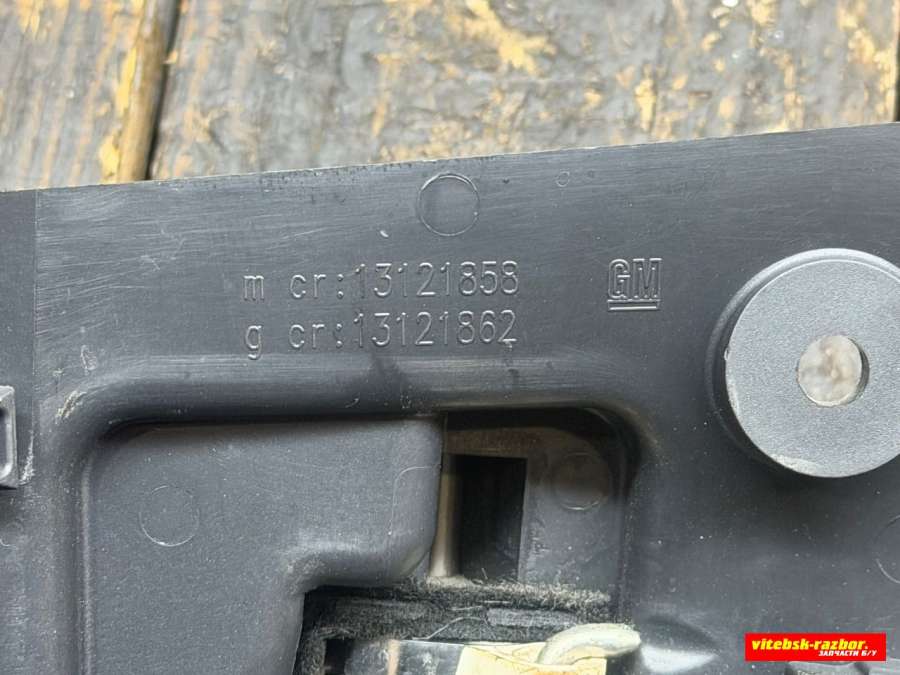 m cr:13121858
g cr:13121862
GM
vitebsk-razbor.
ЗАПЧАСТИ Б/У